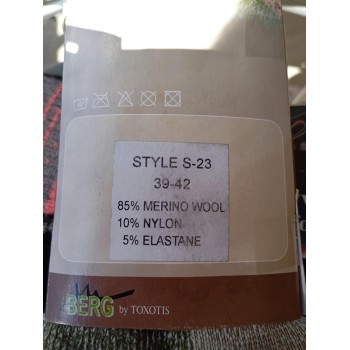 STYLE S-23
39-42
85% MERINO WOOL
10% NYLON
5% ELASTANE
BERG by TOXOTIS